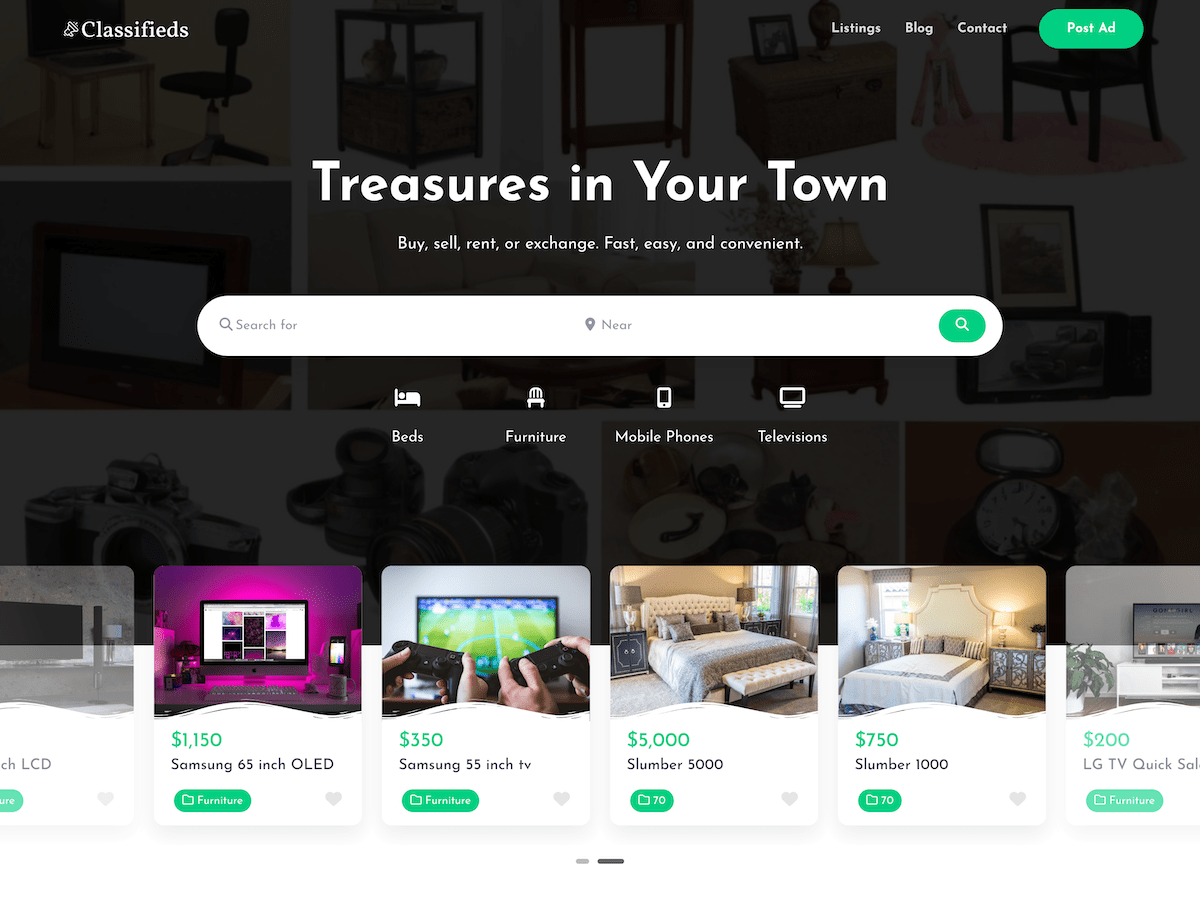 Classifieds
Listings Blog Contact Post Ad
Treasures in Your Town
Buy, sell, rent, or exchange. Fast, easy, and convenient.
Search for Near
Beds Furniture Mobile Phones Televisions
$1,150 $350 $5,000 $750 $200
ch LCD Samsung 65 inch OLED Samsung 55 inch tv Slumber 5000 Slumber 1000 LG TV Quick Sal
ure Furniture Furniture 70 70 Furniture